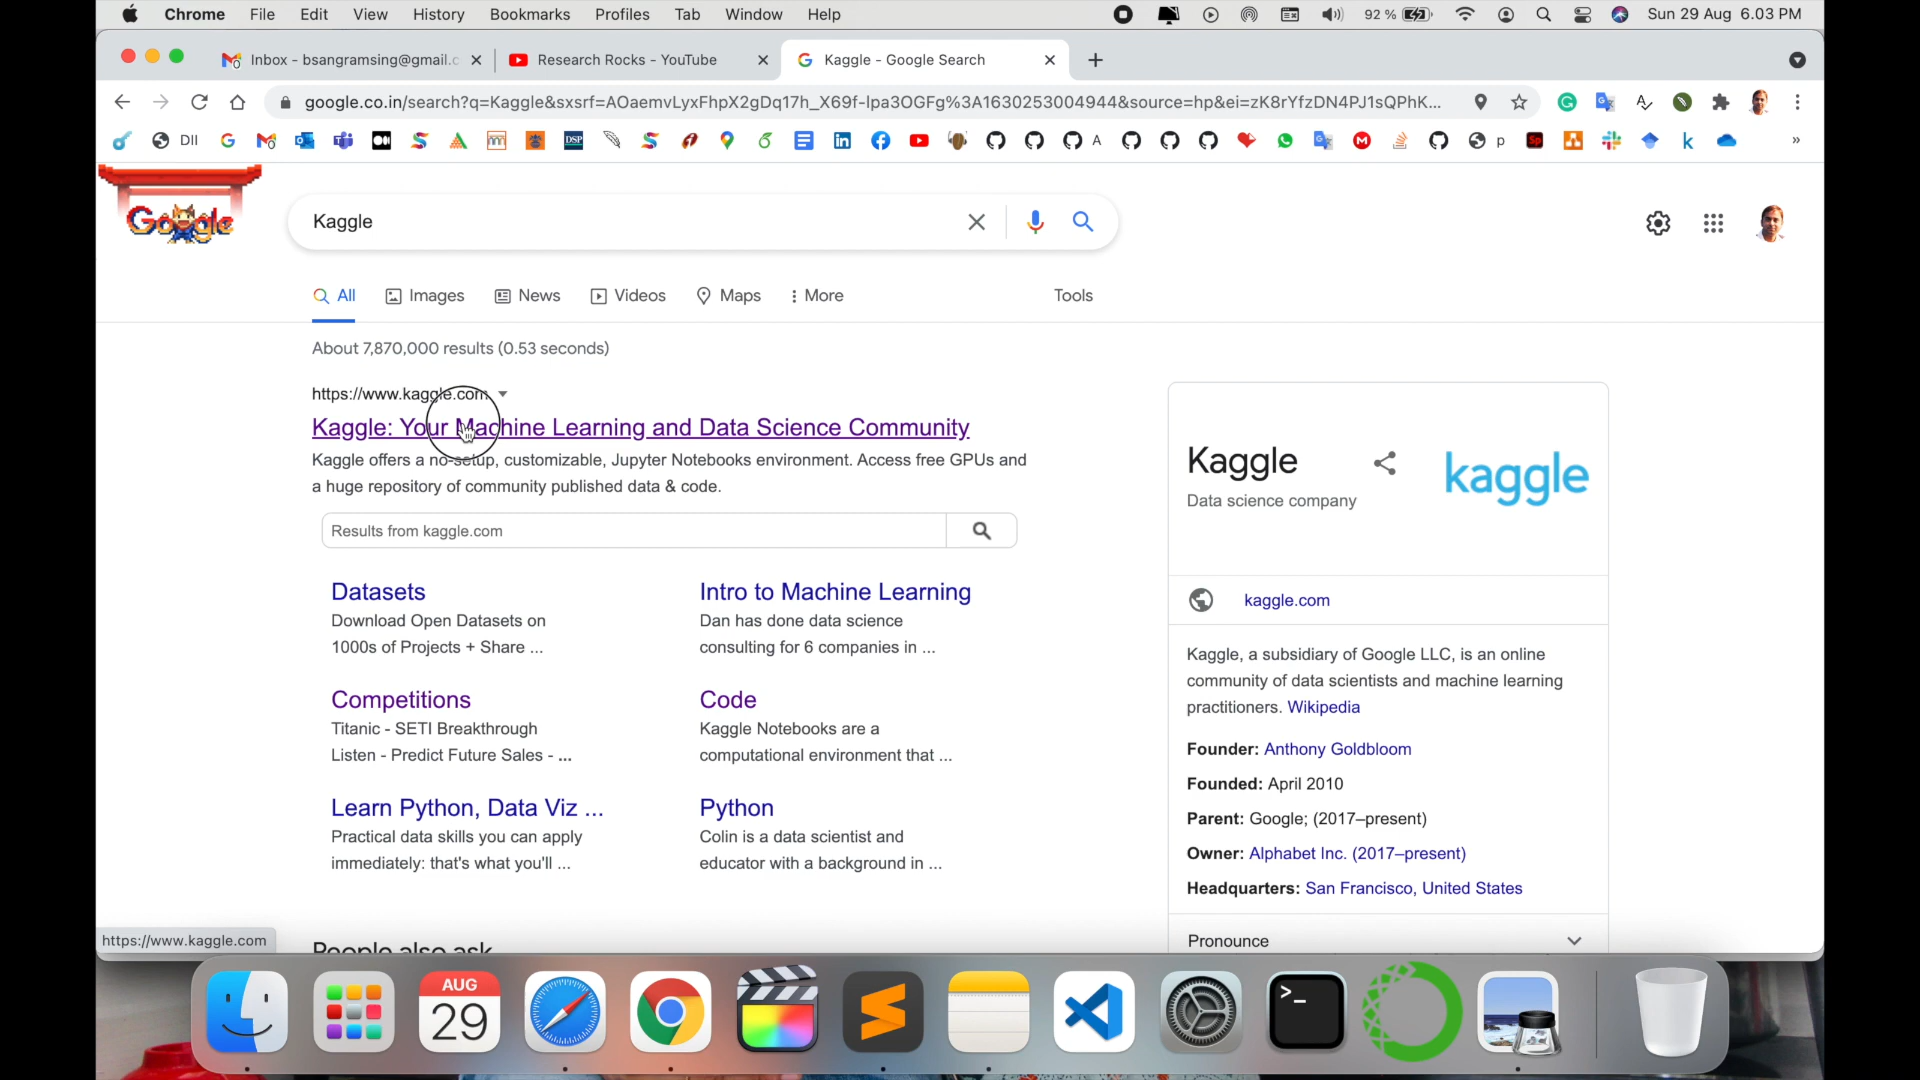 Chrome File Edit View History Bookmarks Profiles Tab Window Help 92 % Sun 29 Aug 6.03 PM
Inbox - bsangramsing@gmail.c Research Rocks - YouTube Kaggle - Google Search
google.co.in/search?q=Kaggle&sxsrf=AOaemvLyxFhpX2gDq17h_X69f-lpa3OGFg%3A1630253004944&source=hp&ei=zK8rYfzDN4PJ1sQPhK...
DII DSP A p Sp k »
Google
Kaggle
All Images News Videos Maps More Tools
About 7,870,000 results (0.53 seconds)
https://www.kaggle.com
Kaggle: Your Machine Learning and Data Science Community
Kaggle offers a no-setup, customizable, Jupyter Notebooks environment. Access free GPUs and
a huge repository of community published data & code.
Results from kaggle.com
Datasets
Download Open Datasets on
1000s of Projects + Share ...
Intro to Machine Learning
Dan has done data science
consulting for 6 companies in ...
Competitions
Titanic - SETI Breakthrough
Listen - Predict Future Sales - ...
Code
Kaggle Notebooks are a
computational environment that ...
Learn Python, Data Viz ...
Practical data skills you can apply
immediately: that's what you'll ...
Python
Colin is a data scientist and
educator with a background in ...
People also ask
Kaggle
Data science company
kaggle
kaggle.com
Kaggle, a subsidiary of Google LLC, is an online
community of data scientists and machine learning
practitioners. Wikipedia
Founder: Anthony Goldbloom
Founded: April 2010
Parent: Google; (2017–present)
Owner: Alphabet Inc. (2017–present)
Headquarters: San Francisco, United States
Pronounce
https://www.kaggle.com
AUG
29